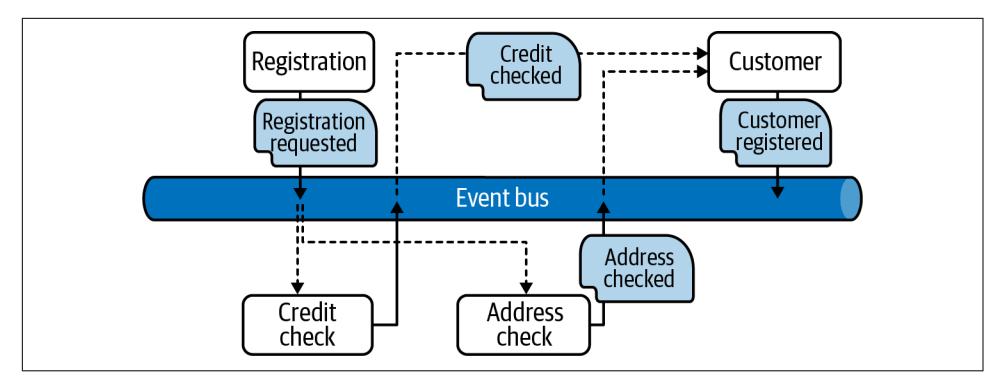 Registration
Credit
checked
Customer
Registration
requested
Customer
registered
Event bus
Address
checked
Credit
check
Address
check